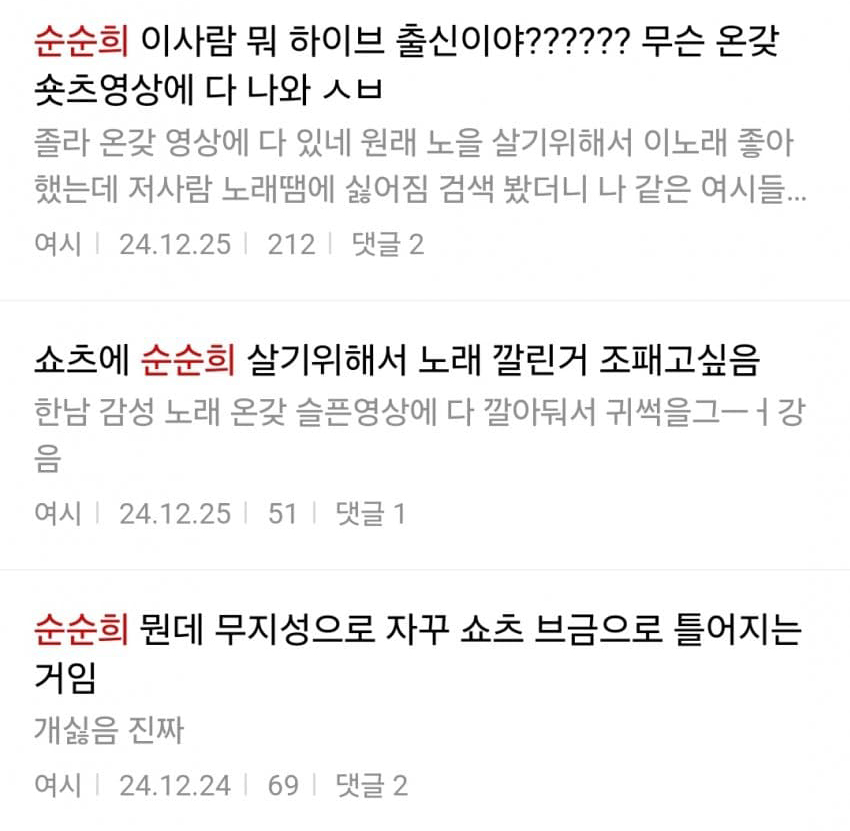 순순희 이사람 뭐 하이브 출신이야?????? 무슨 온갖
숏츠영상에 다 나와 ㅅㅂ
졸라 온갖 영상에 다 있네 원래 노을 살기위해서 이노래 좋아
했는데 저사람 노래땜에 싫어짐 검색 봤더니 나 같은 여시들...
여시 24.12.25 212 댓글 2
쇼츠에 순순희 살기위해서 노래 깔린거 조패고싶음
한남 감성 노래 온갖 슬픈영상에 다 깔아둬서 귀썩을그ㅡㅓ강
음
여시 24.12.25 51 댓글 1
순순희 뭔데 무지성으로 자꾸 쇼츠 브금으로 틀어지는
거임
개싫음 진짜
여시 24.12.24 69 댓글 2